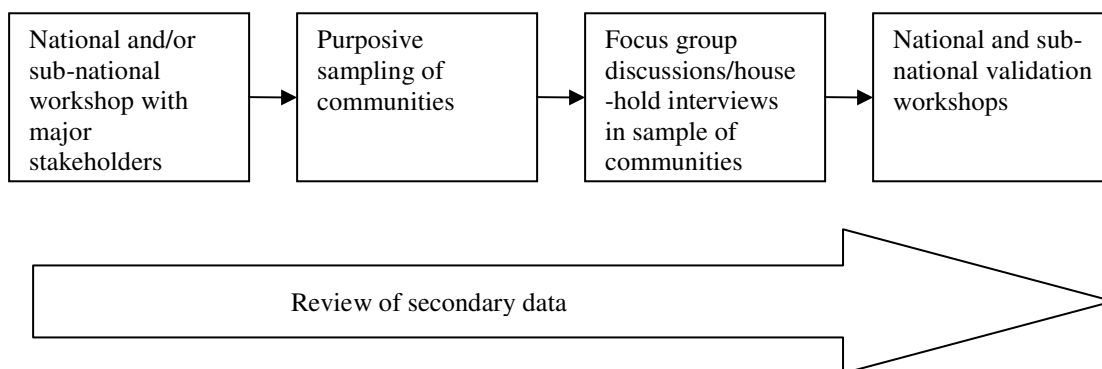 National and/or
sub-national
workshop with
major
stakeholders
Purposive
sampling of
communities
Focus group
discussions/house
-hold interviews
in sample of
communities
National and sub-
national validation
workshops
Review of secondary data